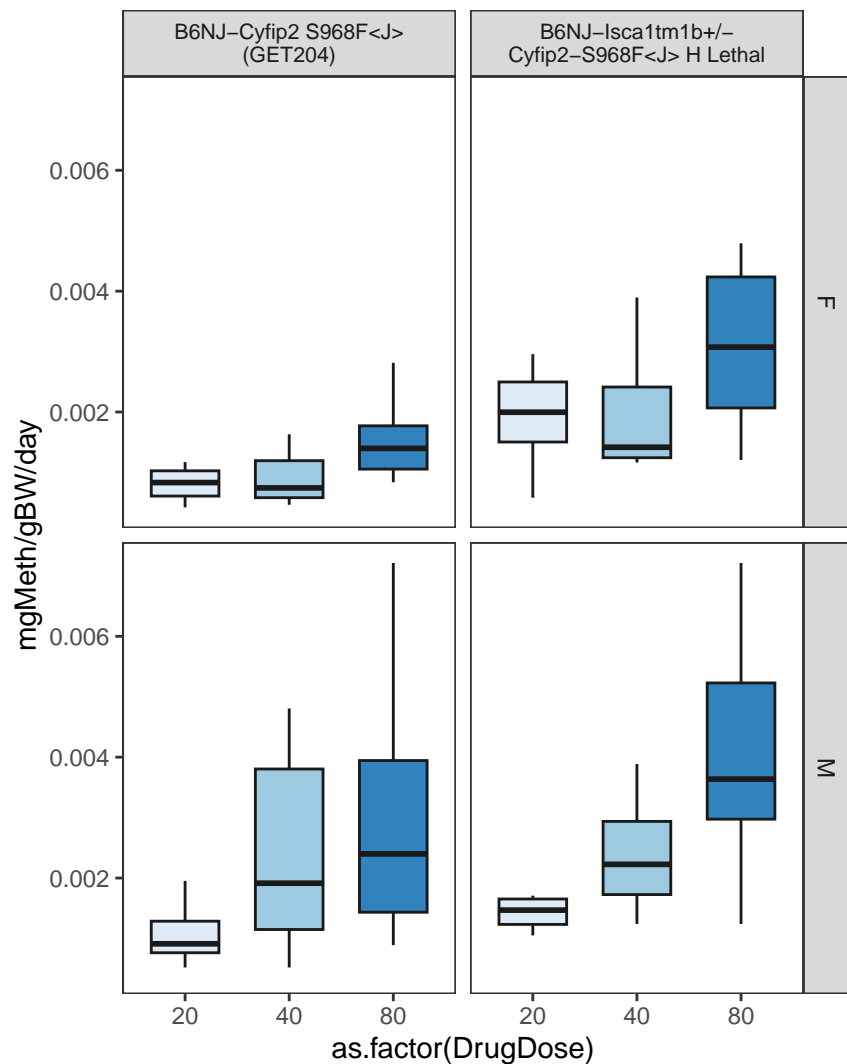 B6NJ−Cyfip2 S968F<J>
(GET204)
B6NJ−Isca1tm1b+/−
Cyfip2−S968F<J> H Lethal
mgMeth/gBW/day
0.006
0.004
0.002
F
0.006
0.004
0.002
M
20
40
80
20
40
80
as.factor(DrugDose)